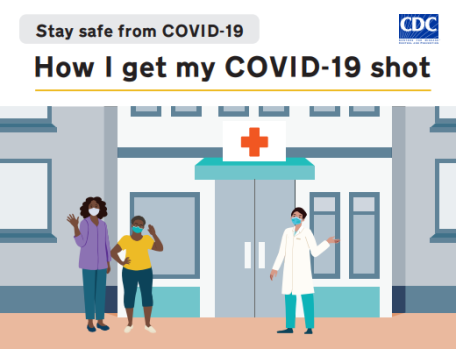 Stay safe from COVID-19
CDC
How I get my COVID-19 shot